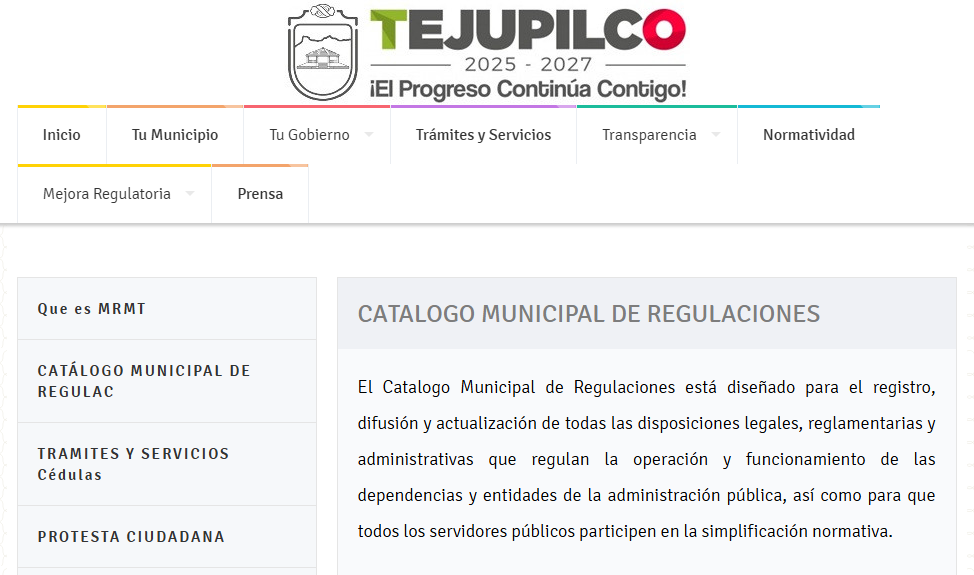 TEJUPILCO
2025 - 2027
¡El Progreso Continúa Contigo!
Inicio
Tu Municipio
Tu Gobierno
Trámites y Servicios
Transparencia
Normatividad
Mejora Regulatoria
Prensa
Que es MRMT
CATÁLOGO MUNICIPAL DE
REGULAC
TRAMITES Y SERVICIOS
Cédulas
PROTESTA CIUDADANA
CATALOGO MUNICIPAL DE REGULACIONES
El Catalogo Municipal de Regulaciones está diseñado para el registro,
difusión y actualización de todas las disposiciones legales, reglamentarias y
administrativas que regulan la operación y funcionamiento de las
dependencias y entidades de la administración pública, así como para que
todos los servidores públicos participen en la simplificación normativa.